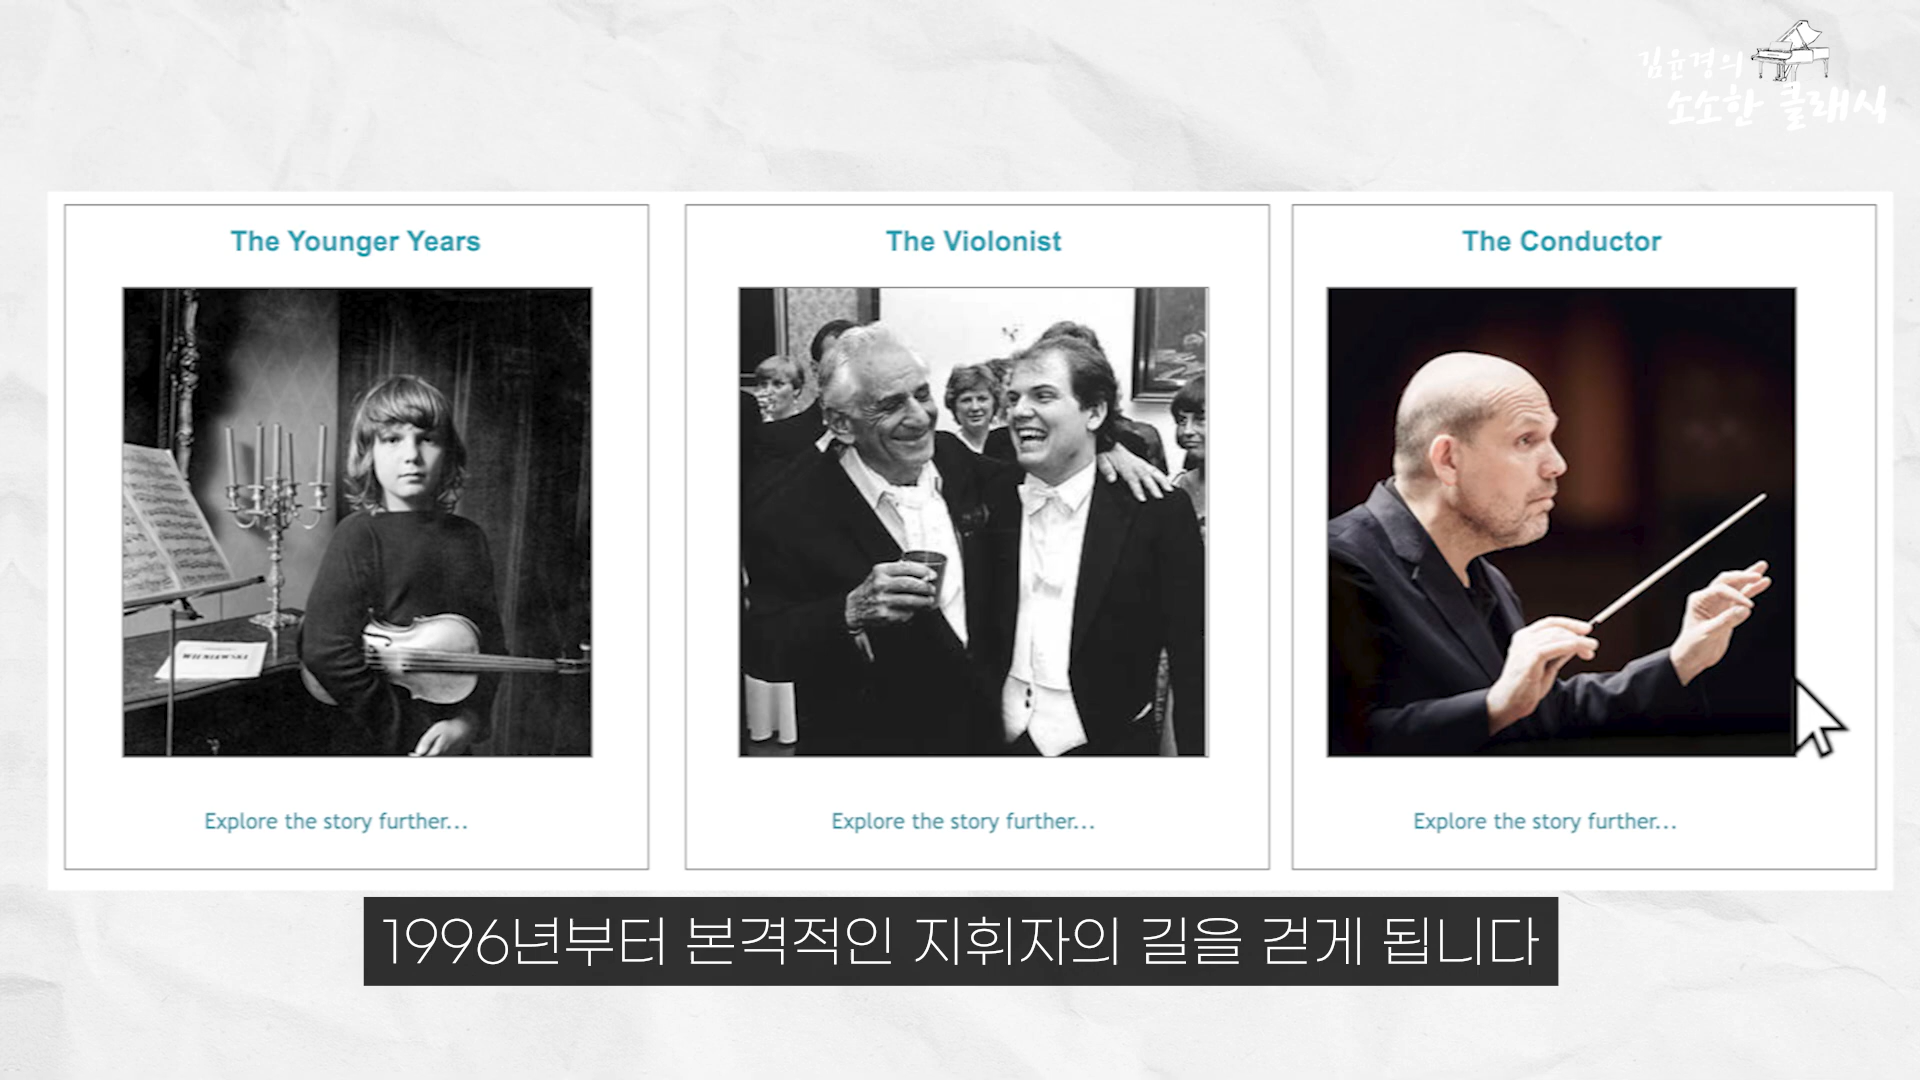 김윤경의
소소한 클래식
The Younger Years
The Violonist
The Conductor
WIENIAWSKI
Explore the story further...
Explore the story further...
Explore the story further...
1996년부터 본격적인 지휘자의 길을 걷게 됩니다